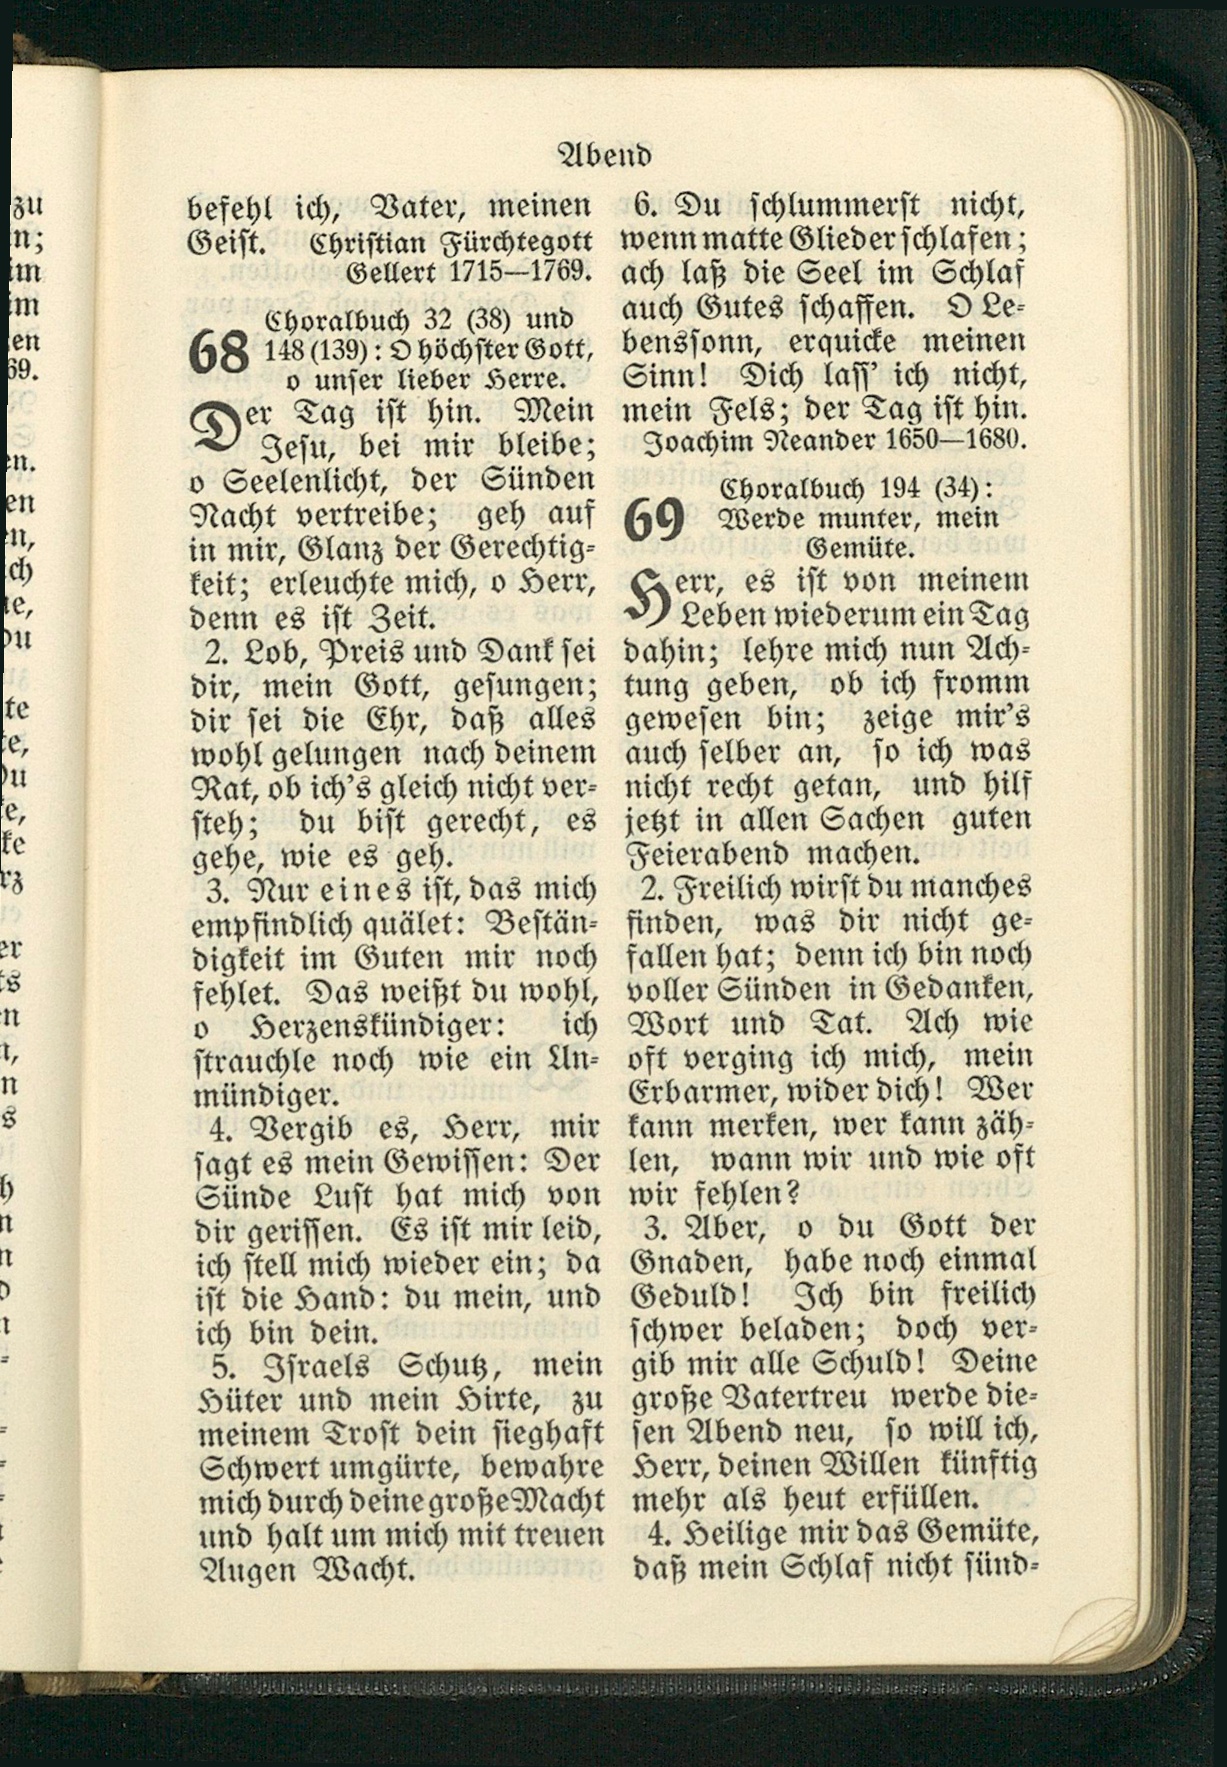 Abend
befehl ich, Vater, meinen
Geist. Christian Fürchtegott
Gellert 1715—1769.
68
Choralbuch 32 (38) und
148 (139): O höchster Gott,
o unser lieber Herre.
Der Tag ist hin. Mein
Jesu, bei mir bleibe;
o Seelenlicht, der Sünden
Nacht vertreibe; geh auf
in mir, Glanz der Gerechtig-
keit; erleuchte mich, o Herr,
denn es ist Zeit.
2. Lob, Preis und Dank sei
dir, mein Gott, gesungen;
dir sei die Ehr, daß alles
wohl gelungen nach deinem
Rat, ob ich's gleich nicht ver-
steh; du bist gerecht, es
gehe, wie es geh.
3. Nur eines ist, das mich
empfindlich quälet: Bestän-
digkeit im Guten mir noch
fehlet. Das weißt du wohl,
o Herzenskündiger: ich
strauchle noch wie ein Un-
mündiger.
4. Vergib es, Herr, mir
sagt es mein Gewissen: Der
Sünde Lust hat mich von
dir gerissen. Es ist mir leid,
ich stell mich wieder ein; da
ist die Hand: du mein, und
ich bin dein.
5. Israels Schutz, mein
Hüter und mein Hirte, zu
meinem Trost dein sieghaft
Schwert umgürte, bewahre
mich durch deine große Macht
und halt um mich mit treuen
Augen Wacht.
6. Du schlummerst nicht,
wenn matte Glieder schlafen;
ach laß die Seel im Schlaf
auch Gutes schaffen. O Le-
benssonn, erquicke meinen
Sinn! Dich lass' ich nicht,
mein Fels; der Tag ist hin.
Joachim Neander 1650—1680.
69
Choralbuch 194 (34):
Werde munter, mein
Gemüte.
Herr, es ist von meinem
Leben wiederum ein Tag
dahin; lehre mich nun Ach-
tung geben, ob ich fromm
gewesen bin; zeige mir's
auch selber an, so ich was
nicht recht getan, und hilf
jetzt in allen Sachen guten
Feierabend machen.
2. Freilich wirst du manches
finden, was dir nicht ge-
fallen hat; denn ich bin noch
voller Sünden in Gedanken,
Wort und Tat. Ach wie
oft verging ich mich, mein
Erbarmer, wider dich! Wer
kann merken, wer kann zäh-
len, wann wir und wie oft
wir fehlen?
3. Aber, o du Gott der
Gnaden, habe noch einmal
Geduld! Ich bin freilich
schwer beladen; doch ver-
gib mir alle Schuld! Deine
große Vatertreu werde die-
sen Abend neu, so will ich,
Herr, deinen Willen künftig
mehr als heut erfüllen.
4. Heilige mir das Gemüte,
daß mein Schlaf nicht sünd-